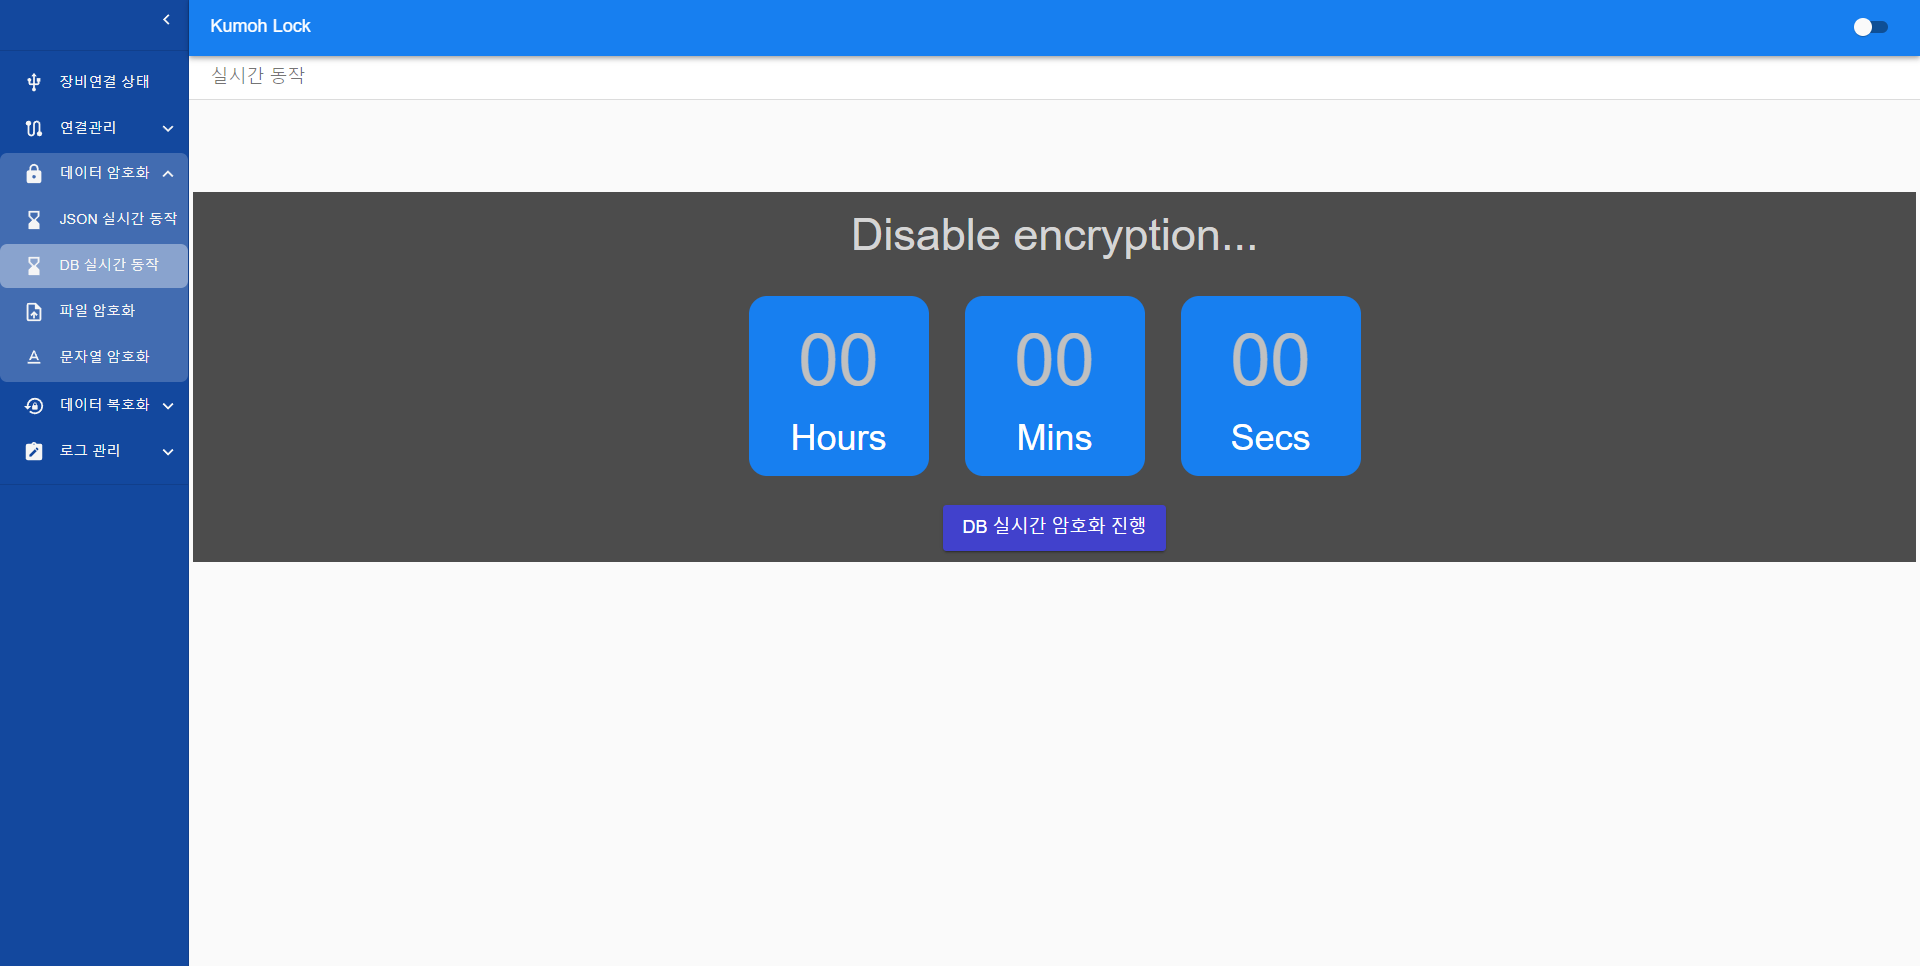 Kumoh Lock
실시간 동작
장비연결 상태
연결관리
데이터 암호화
JSON 실시간 동작
DB 실시간 동작
파일 암호화
문자열 암호화
데이터 복호화
로그 관리
Disable encryption...
00 00 00
Hours Mins Secs
DB 실시간 암호화 진행